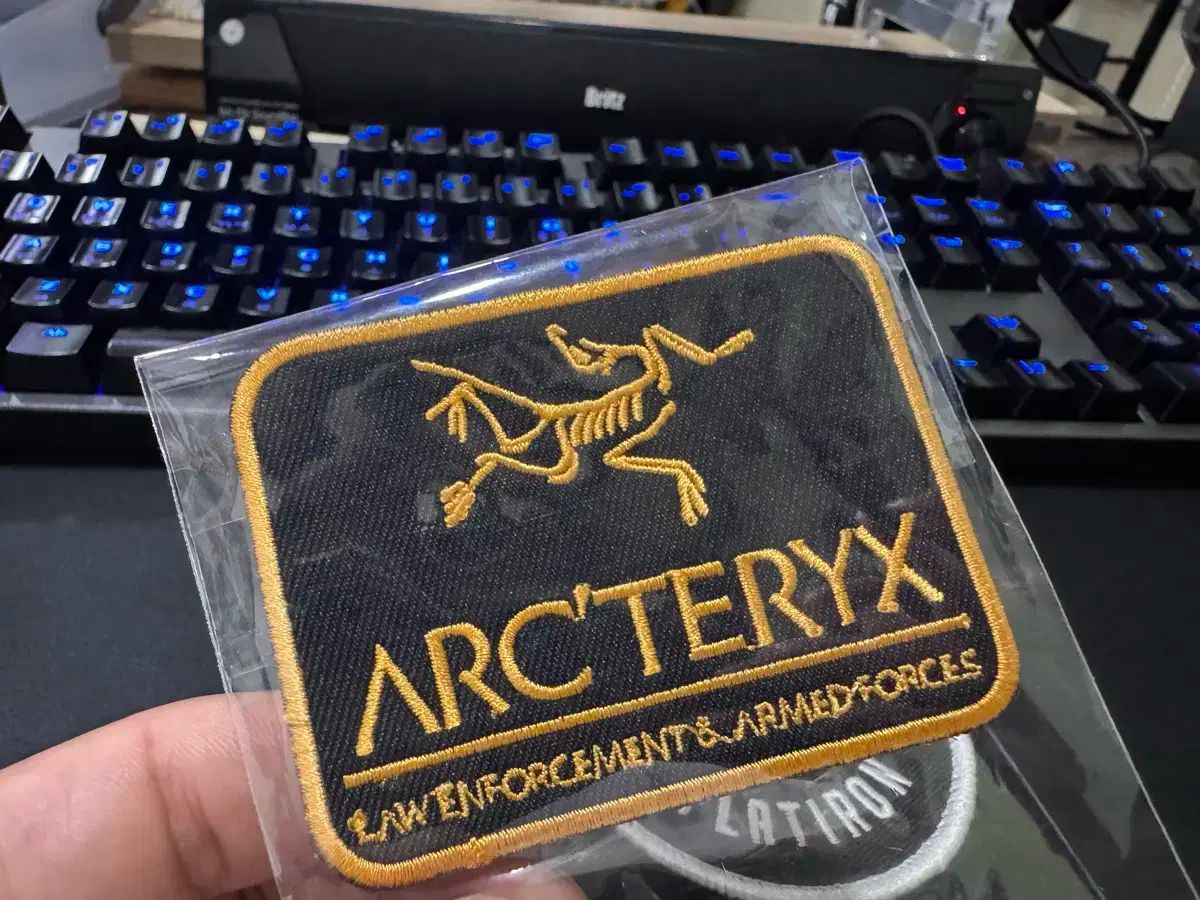 Britz
ARC'TERYX
LAW ENFORCEMENT & ARMED FORCES
LATIRON